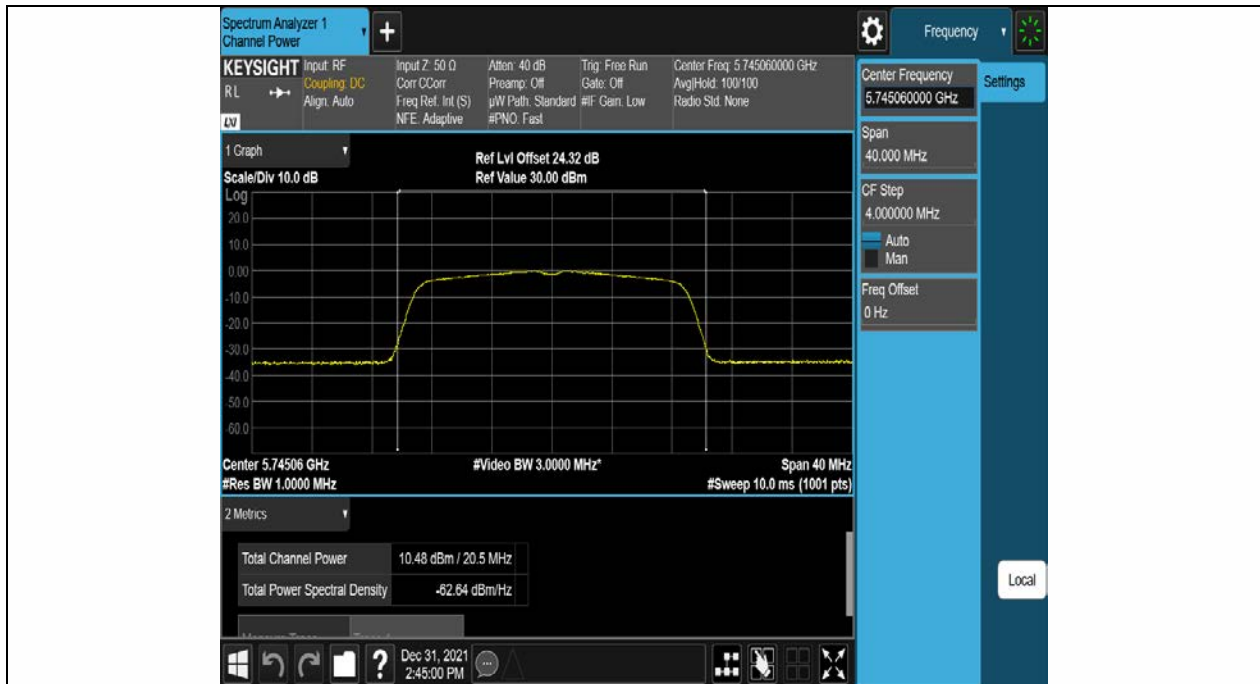 Spectrum Analyzer 1
Channel Power
+
Frequency
KEYSIGHT
RL
LXI
Input: RF
Coupling: DC
Align: Auto
Input Z: 50 Ω
Corr CCorr
Freq Ref: Int (S)
NFE: Adaptive
Atten: 40 dB
Preamp: Off
µW Path: Standard
#PNO: Fast
Trig: Free Run
Gate: Off
#IF Gain: Low
Center Freq: 5.745060000 GHz
Avg|Hold: 100/100
Radio Std: None
1 Graph
Scale/Div 10.0 dB
Ref Lvl Offset 24.32 dB
Ref Value 30.00 dBm
Log
20.0
10.0
0.00
-10.0
-20.0
-30.0
-40.0
-50.0
-60.0
Center 5.74506 GHz
#Res BW 1.0000 MHz
#Video BW 3.0000 MHz*
Span 40 MHz
#Sweep 10.0 ms (1001 pts)
2 Metrics
Total Channel Power 10.48 dBm / 20.5 MHz
Total Power Spectral Density -62.64 dBm/Hz
Center Frequency
5.745060000 GHz
Settings
Span
40.000 MHz
CF Step
4.000000 MHz
Auto
Man
Freq Offset
0 Hz
Local
?
Dec 31, 2021
2:45:00 PM